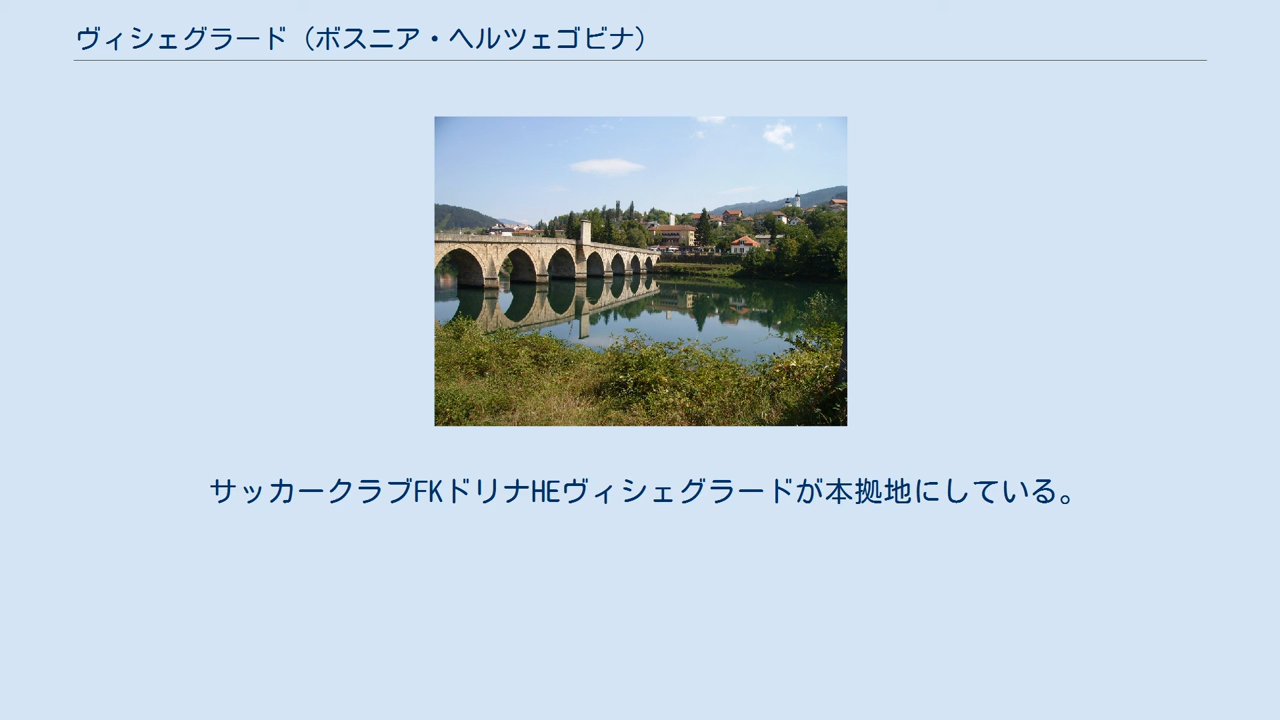 ヴィシェグラード（ボスニア・ヘルツェゴビナ）
サッカークラブFKドリナHEヴィシェグラードが本拠地にしている。